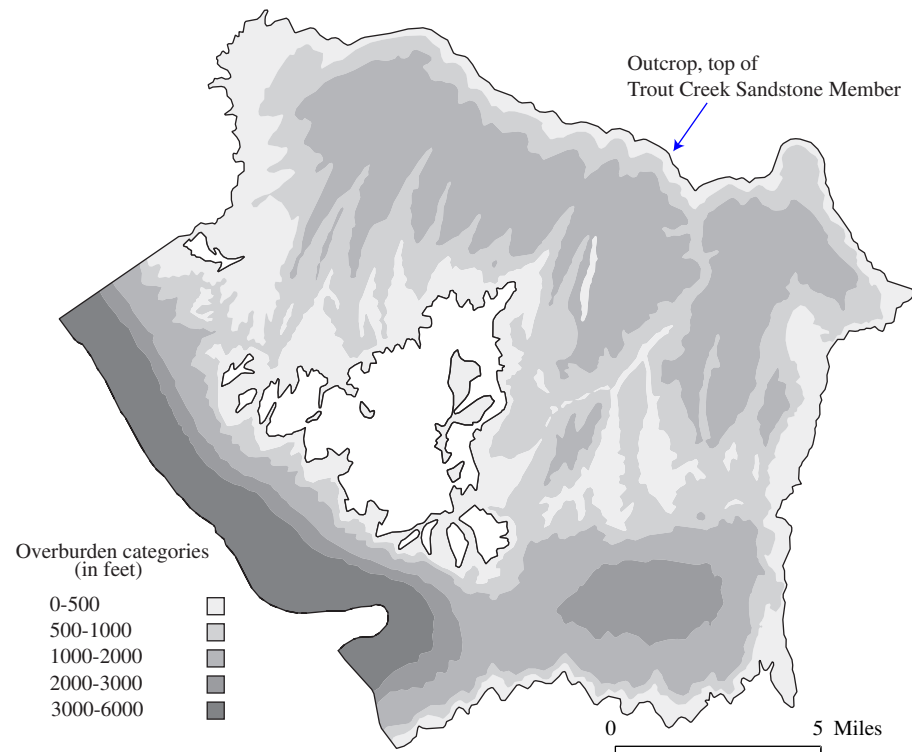 Outcrop, top of
Trout Creek Sandstone Member
Overburden categories
(in feet)
0-500
500-1000
1000-2000
2000-3000
3000-6000
0 5 Miles